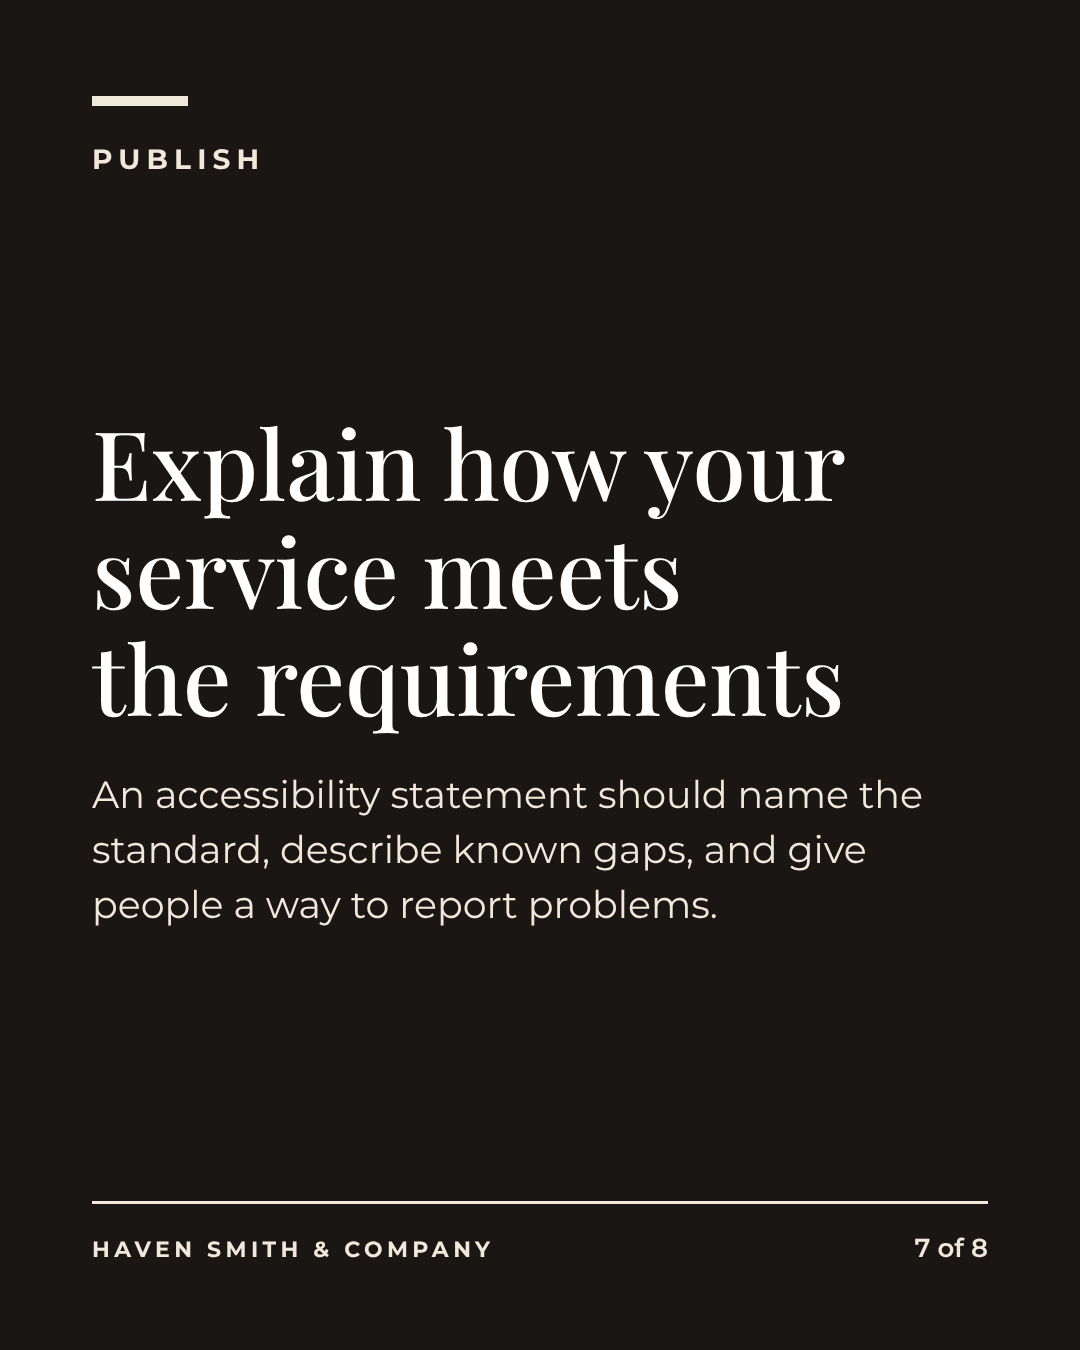 PUBLISH
Explain how your
service meets
the requirements
An accessibility statement should name the
standard, describe known gaps, and give
people a way to report problems.
HAVEN SMITH & COMPANY
7 of 8